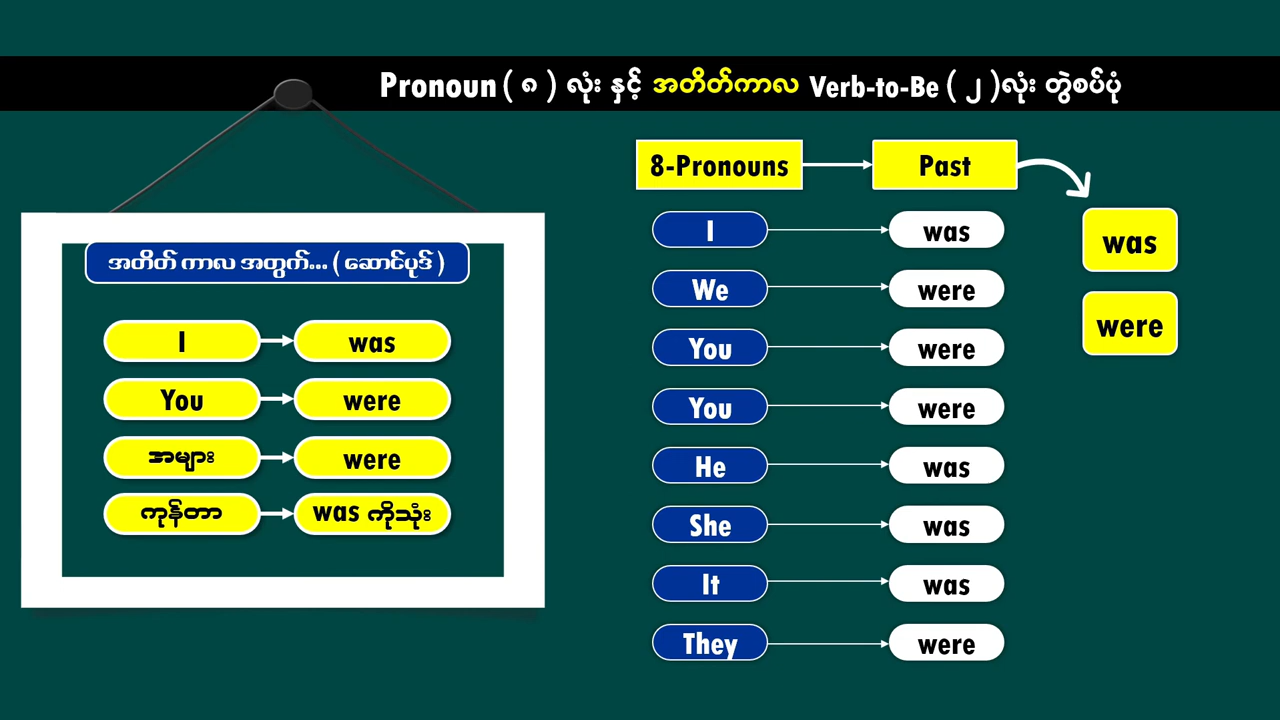 Pronoun ( ၈ ) လုံး နှင့် အတိတ်ကာလ Verb-to-Be ( ၂ )လုံး တွဲစပ်ပုံ
အတိတ် ကာလ အတွက်... ( ဆောင်ပုဒ် )
I was
You were
အများ were
ကုန်တာ was ကိုသုံး
8-Pronouns Past
I was
We were
You were
You were
He was
She was
It was
They were
was
were